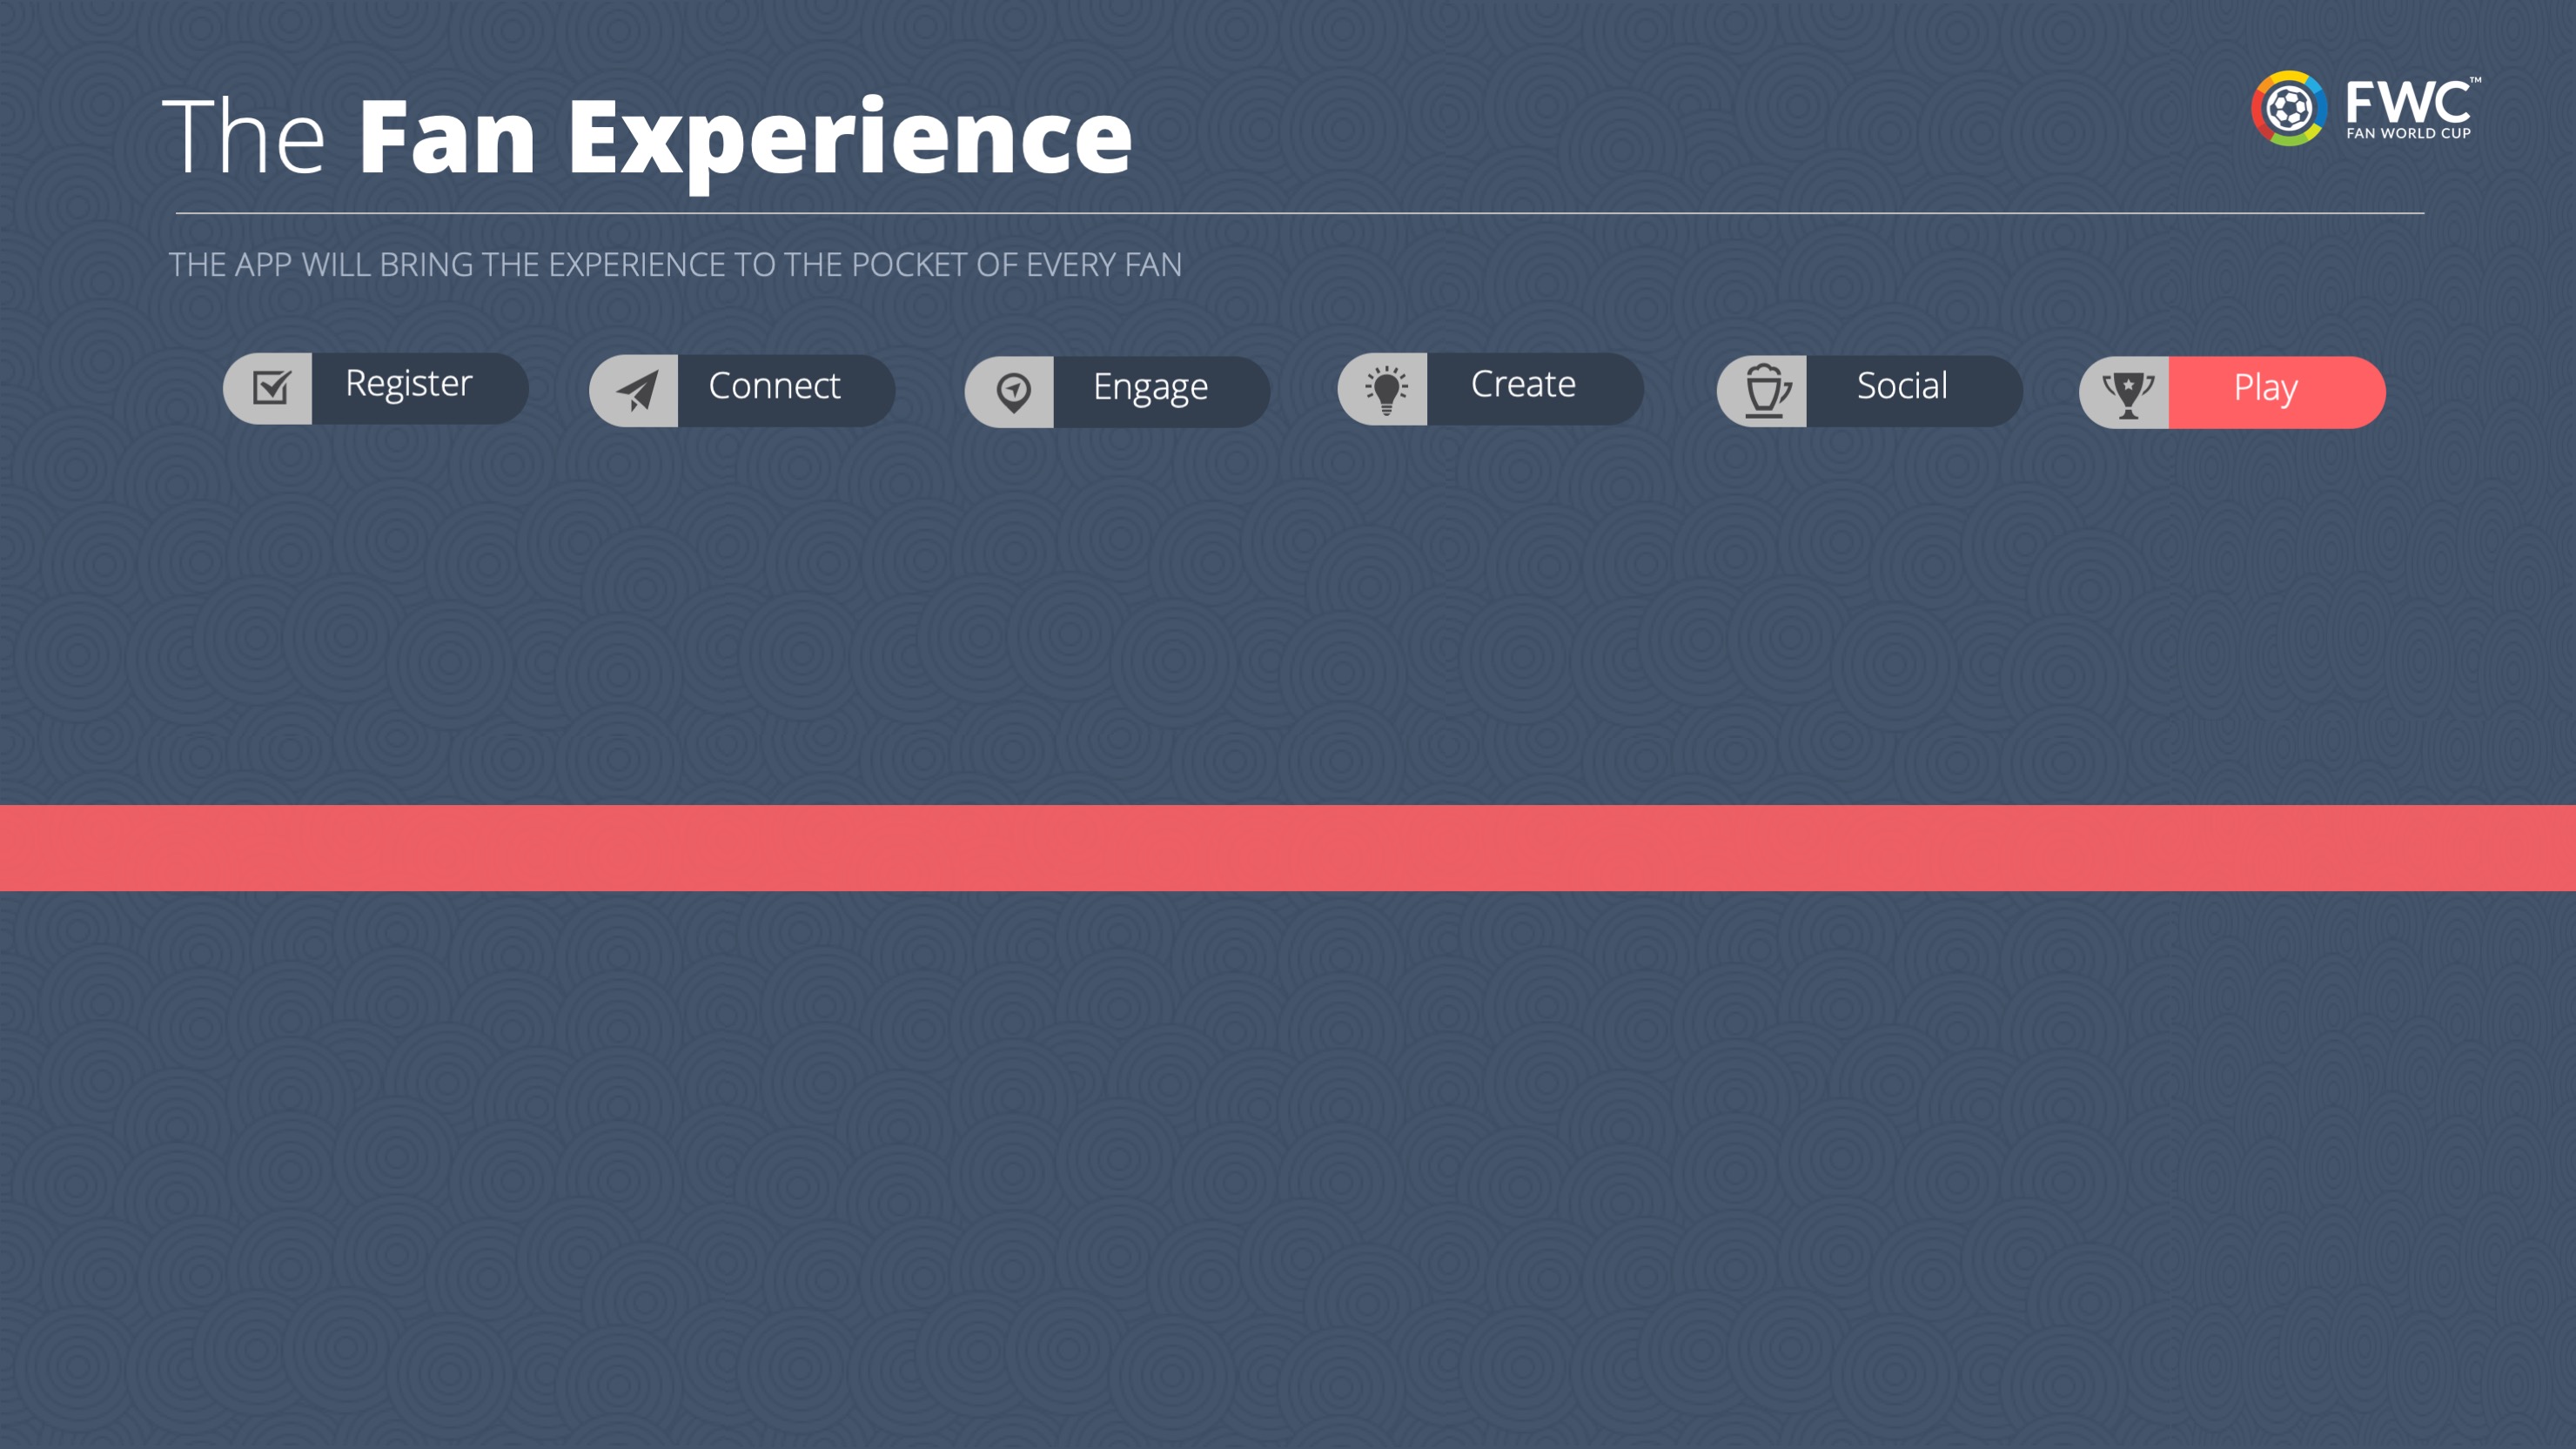 The Fan Experience
FWC™
FAN WORLD CUP
THE APP WILL BRING THE EXPERIENCE TO THE POCKET OF EVERY FAN
Register
Connect
Engage
Create
Social
Play